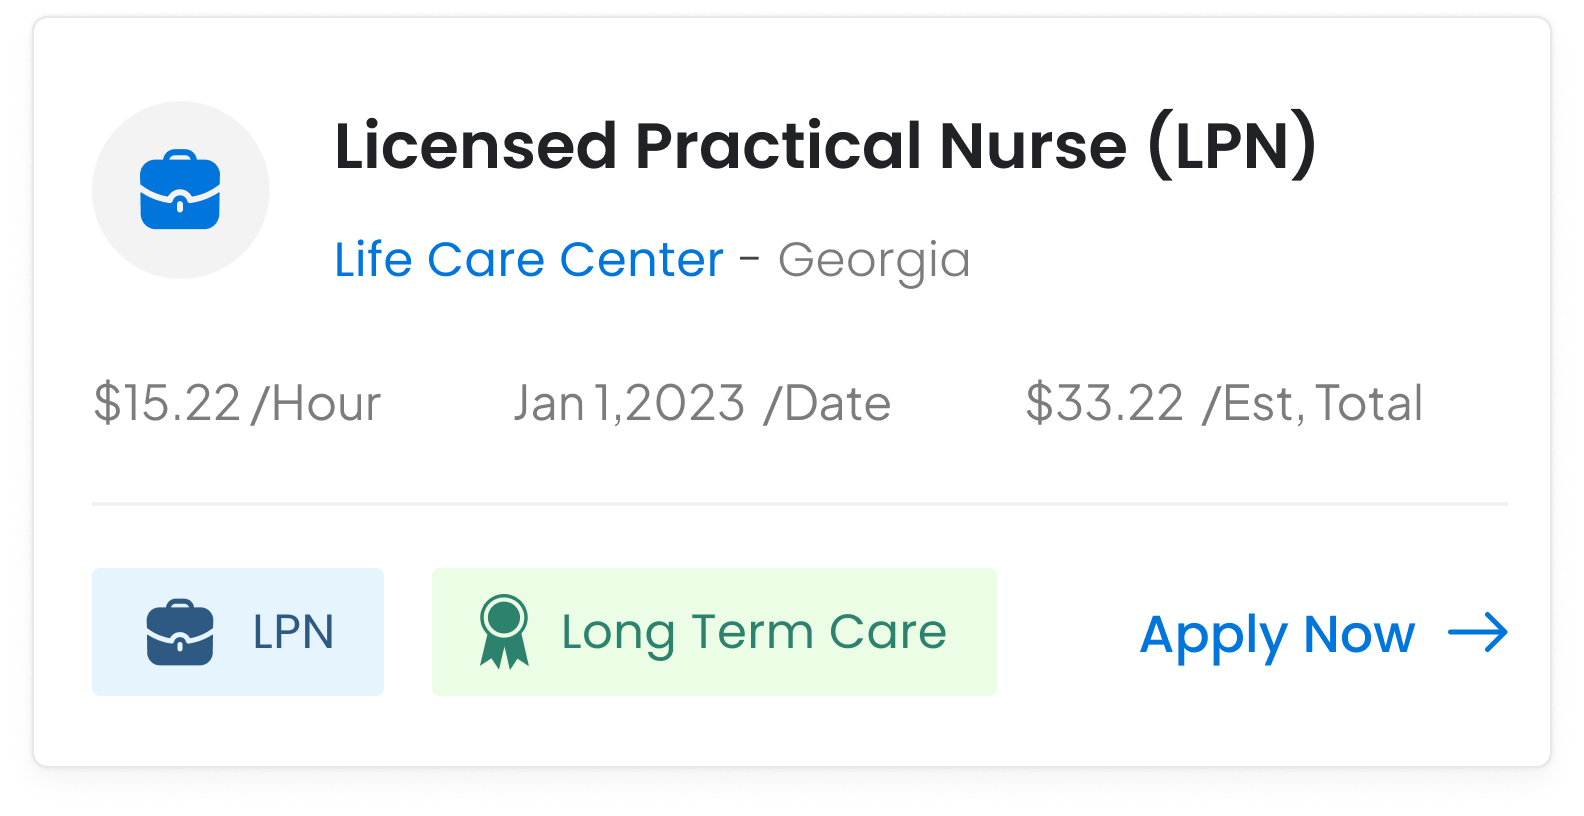 Licensed Practical Nurse (LPN)
Life Care Center - Georgia
$15.22 /Hour Jan 1,2023 /Date $33.22 /Est, Total
LPN Long Term Care Apply Now →